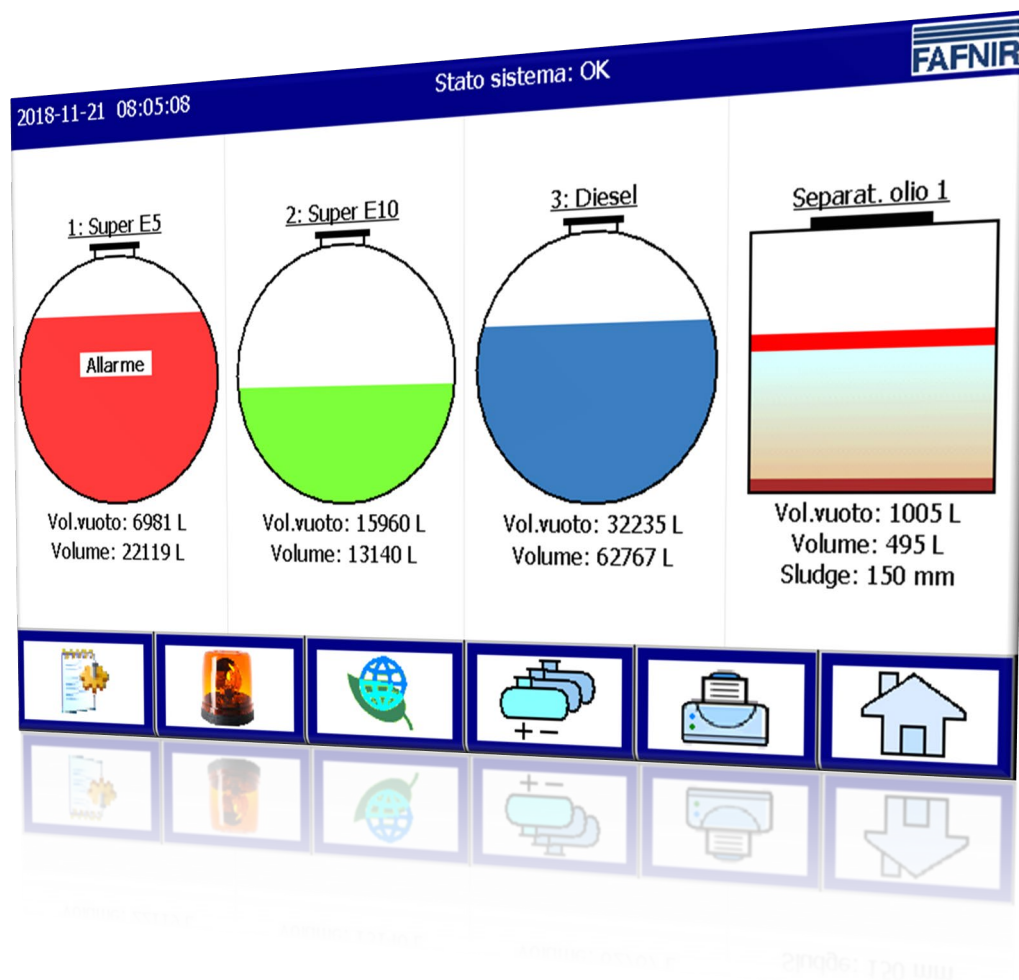 2018-11-21 08:05:08
Stato sistema: OK
FAFNIR
1: Super E5
Allarme
Vol.vuoto: 6981 L
Volume: 22119 L
2: Super E10
Vol.vuoto: 15960 L
Volume: 13140 L
3: Diesel
Vol.vuoto: 32235 L
Volume: 62767 L
Separat. olio 1
Vol.vuoto: 1005 L
Volume: 495 L
Sludge: 150 mm
+ -